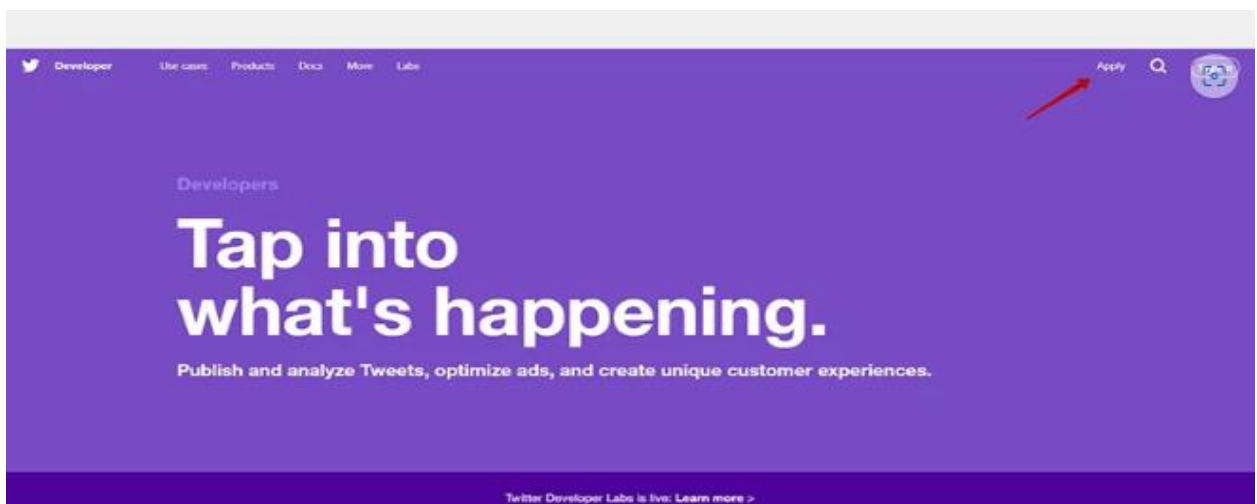 Developer Use cases Products Docs More Labs Apply
Developers
Tap into
what's happening.
Publish and analyze Tweets, optimize ads, and create unique customer experiences.
Twitter Developer Labs is live: Learn more >